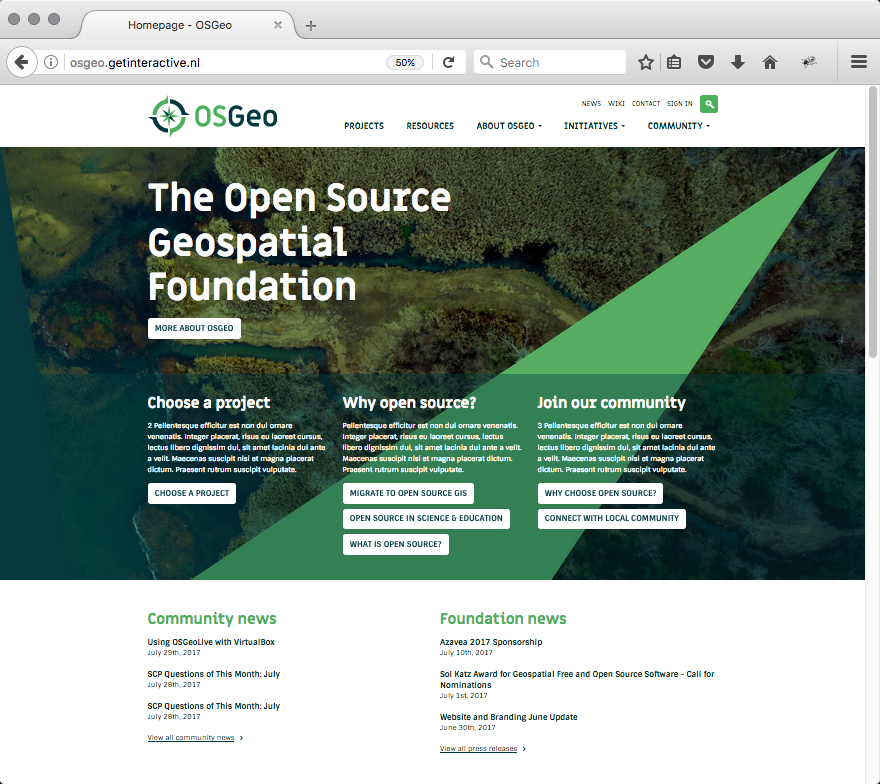 Homepage - OSGeo
osgeo.getinteractive.nl
50%
Search
OSGeo
NEWS WIKI CONTACT SIGN IN
PROJECTS RESOURCES ABOUT OSGEO INITIATIVES COMMUNITY
The Open Source
Geospatial
Foundation
MORE ABOUT OSGEO
Choose a project
2 Pellentesque efficitur est non dui ornare
venenatis. Integer placerat, risus eu laoreet cursus,
lectus libero dignissim dui, sit amet lacinia dui ante
a velit. Maecenas suscipit nisl et magna placerat
dictum. Praesent rutrum suscipit vulputate.
CHOOSE A PROJECT
Why open source?
Pellentesque efficitur est non dui ornare venenatis.
Integer placerat, risus eu laoreet cursus, lectus
libero dignissim dui, sit amet lacinia dui ante a velit.
Maecenas suscipit nisl et magna placerat
dictum. Praesent rutrum suscipit vulputate.
MIGRATE TO OPEN SOURCE GIS
OPEN SOURCE IN SCIENCE & EDUCATION
WHAT IS OPEN SOURCE?
Join our community
3 Pellentesque efficitur est non dui ornare
venenatis. Integer placerat, risus eu laoreet cursus,
lectus libero dignissim dui, sit amet lacinia dui ante
a velit. Maecenas suscipit nisl et magna placerat
dictum. Praesent rutrum suscipit vulputate.
WHY CHOOSE OPEN SOURCE?
CONNECT WITH LOCAL COMMUNITY
Community news
Using OSGeoLive with VirtualBox
July 29th, 2017
SCP Questions of This Month: July
July 28th, 2017
SCP Questions of This Month: July
July 28th, 2017
View all community news
Foundation news
Azavea 2017 Sponsorship
July 10th, 2017
Sol Katz Award for Geospatial Free and Open Source Software - Call for
Nominations
July 1st, 2017
Website and Branding June Update
June 30th, 2017
View all press releases